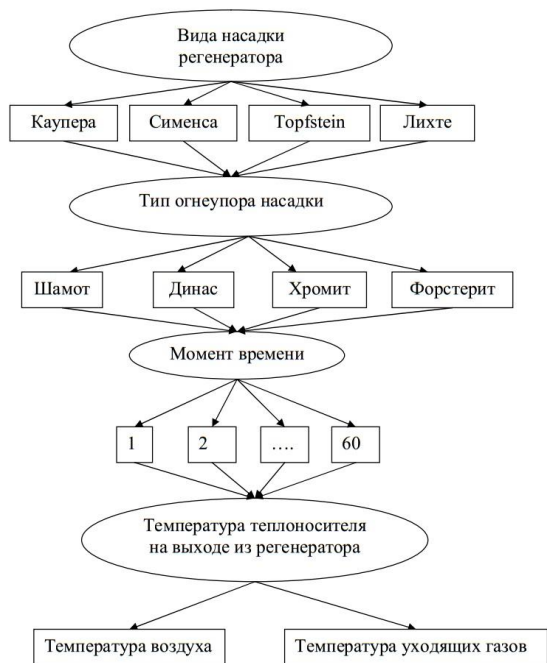 Вида насадки
регенератора
Каупера
Сименса
Topfstein
Лихте
Тип огнеупора насадки
Шамот
Динас
Хромит
Форстерит
Момент времени
1
2
....
60
Температура теплоносителя
на выходе из регенератора
Температура воздуха
Температура уходящих газов